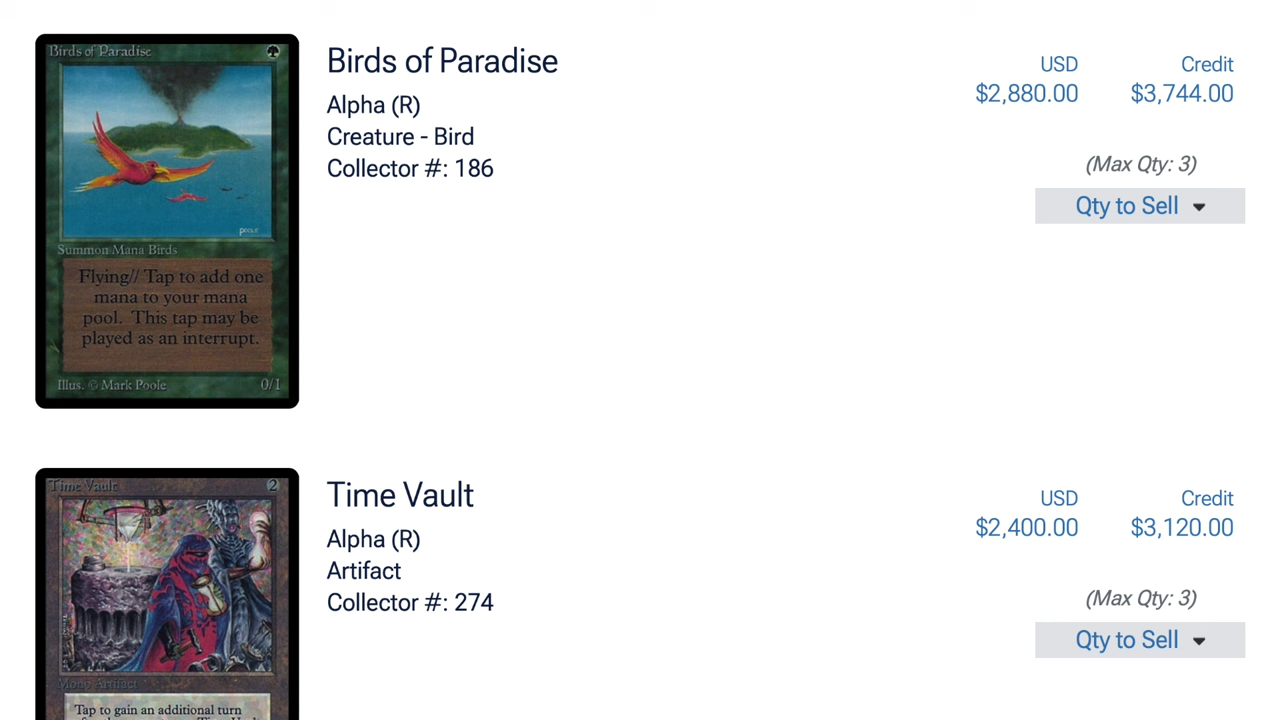 Birds of Paradise
Birds of Paradise
Alpha (R)
Creature - Bird
Collector #: 186
USD Credit
$2,880.00 $3,744.00
(Max Qty: 3)
Qty to Sell
POOLE
Summon Mana Birds
Flying// Tap to add one
mana to your mana
pool. This tap may be
played as an interrupt.
Illus. © Mark Poole 0/1
Time Vault 2
Time Vault
Alpha (R)
Artifact
Collector #: 274
USD Credit
$2,400.00 $3,120.00
(Max Qty: 3)
Qty to Sell
Mono Artifact
Tap to gain an additional turn